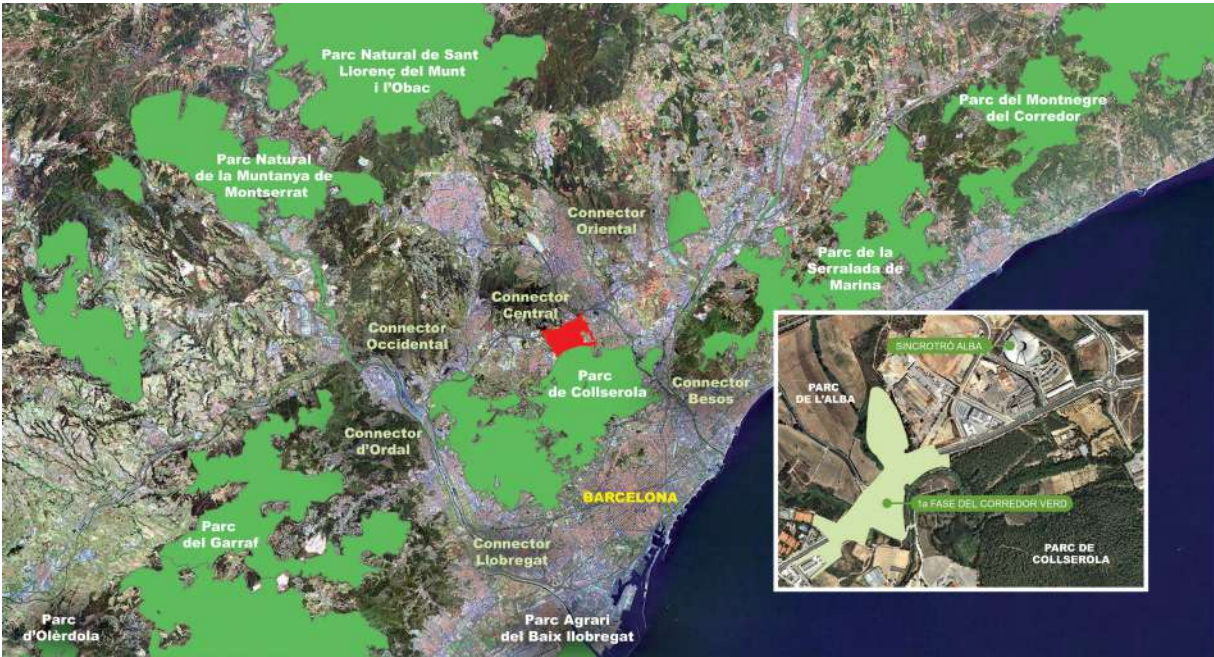 Parc Natural de Sant
Llorenç del Munt
i l'Obac
Parc del Montnegre
del Corredor
Parc Natural
de la Muntanya de
Montserrat
Connector
Oriental
Parc de la
Serralada de
Marina
Connector
Central
Connector
Occidental
Parc
de Collserola
Connector
Besos
Connector
d'Ordal
BARCELONA
Parc
del Garraf
Connector
Llobregat
Parc
d'Olèrdola
Parc Agrari
del Baix llobregat
SINCROTRÓ ALBA
PARC
DE L'ALBA
1a FASE DEL CORREDOR VERD
PARC DE
COLLSEROLA